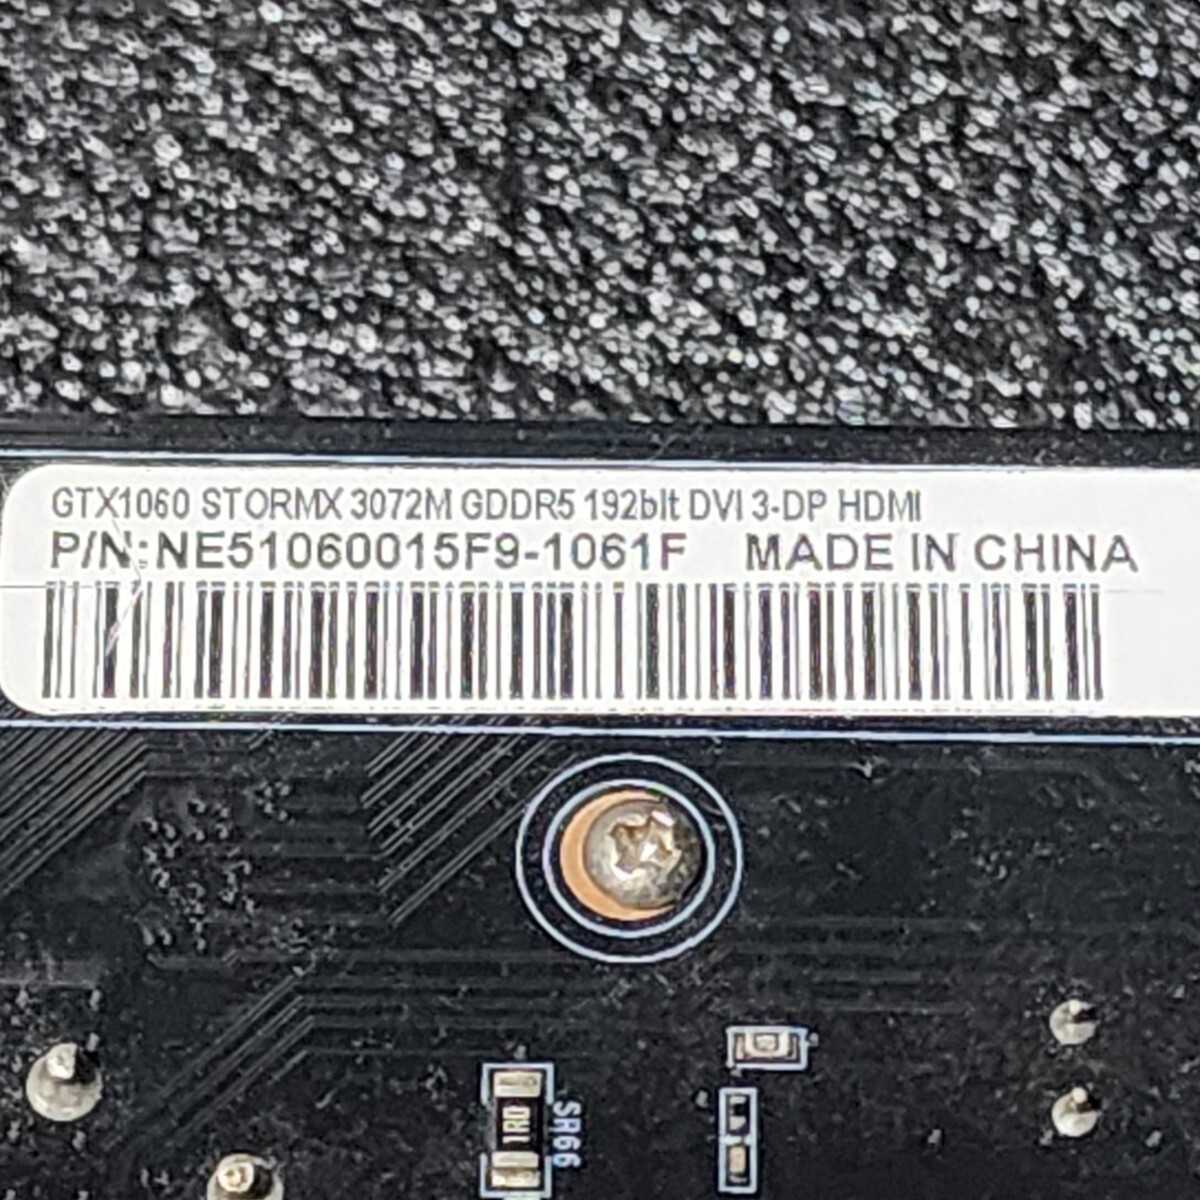 GTX1060 STORMX 3072M GDDR5 192bit DVI 3-DP HDMI
P/N:NE51060015F9-1061F MADE IN CHINA
1R0
SR66